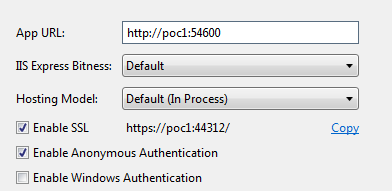 App URL: http://poc1:54600
IIS Express Bitness: Default
Hosting Model: Default (In Process)
Enable SSL https://poc1:44312/ Copy
Enable Anonymous Authentication
Enable Windows Authentication